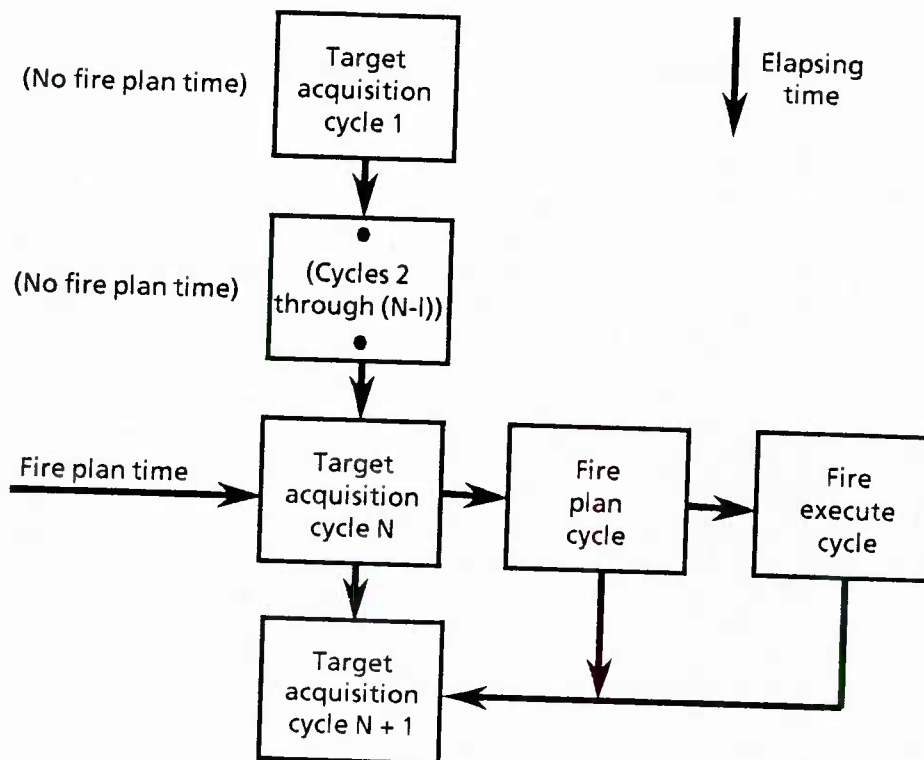 (No fire plan time)
Target
acquisition
cycle 1
Elapsing
time
(No fire plan time)
(Cycles 2
through (N-I))
Fire plan time
Target
acquisition
cycle N
Fire
plan
cycle
Fire
execute
cycle
Target
acquisition
cycle N + 1